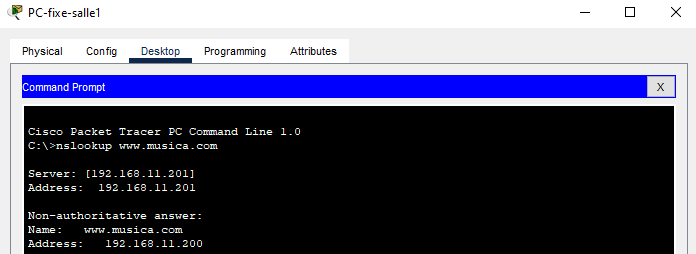 PC-fixe-salle1
Physical Config Desktop Programming Attributes
Command Prompt X
Cisco Packet Tracer PC Command Line 1.0
C:\>nslookup www.musica.com
Server: [192.168.11.201]
Address: 192.168.11.201
Non-authoritative answer:
Name: www.musica.com
Address: 192.168.11.200